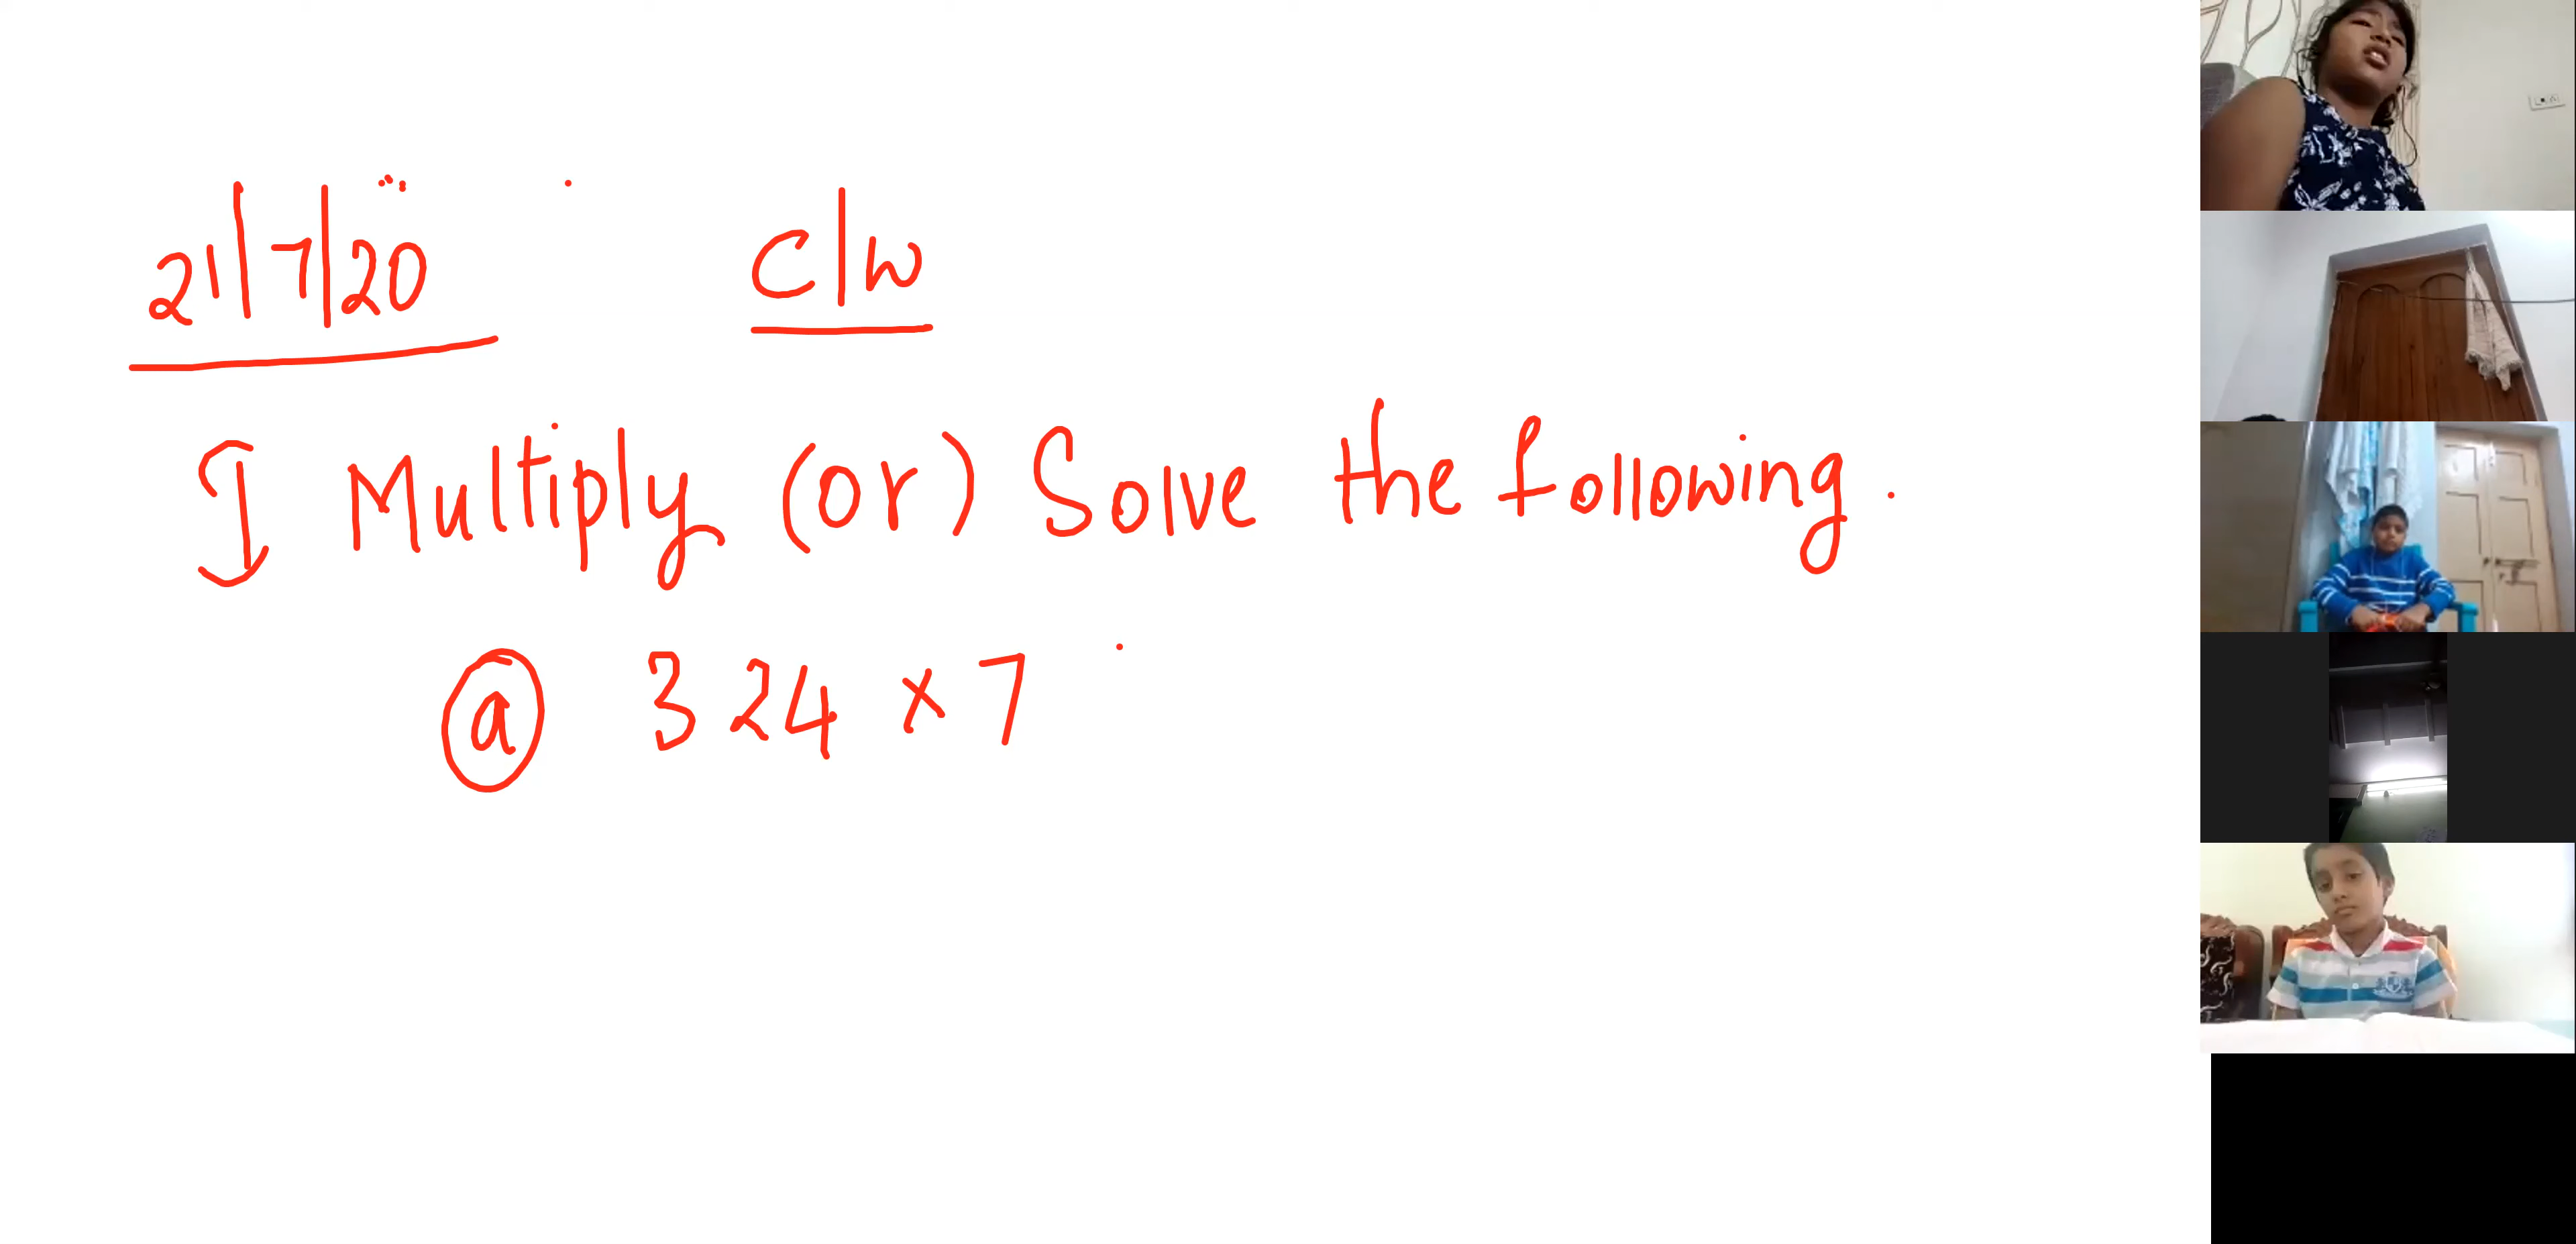 21/7/20 C/W
I Multiply (or) Solve the following.
a 324 × 7